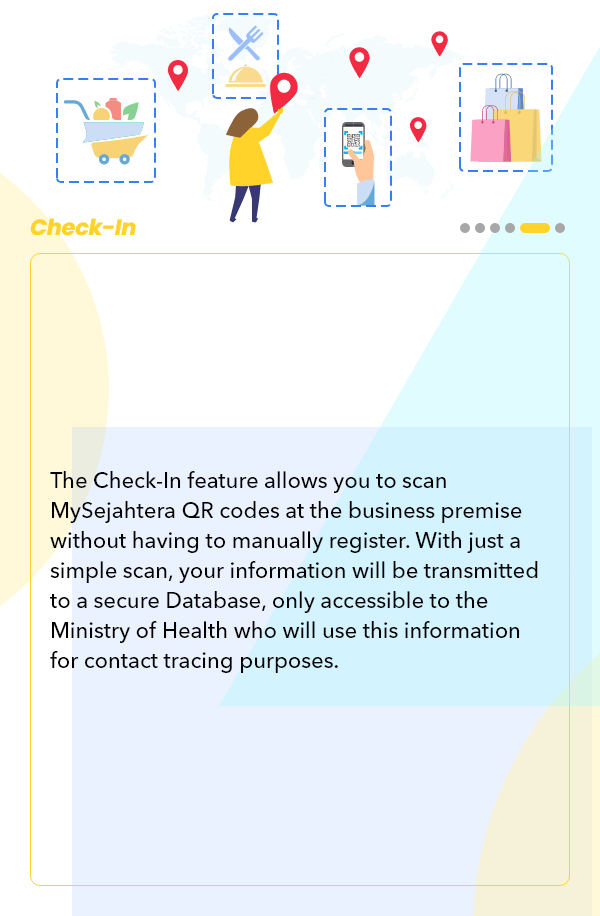 Check-In
The Check-In feature allows you to scan
MySejahtera QR codes at the business premise
without having to manually register. With just a
simple scan, your information will be transmitted
to a secure Database, only accessible to the
Ministry of Health who will use this information
for contact tracing purposes.